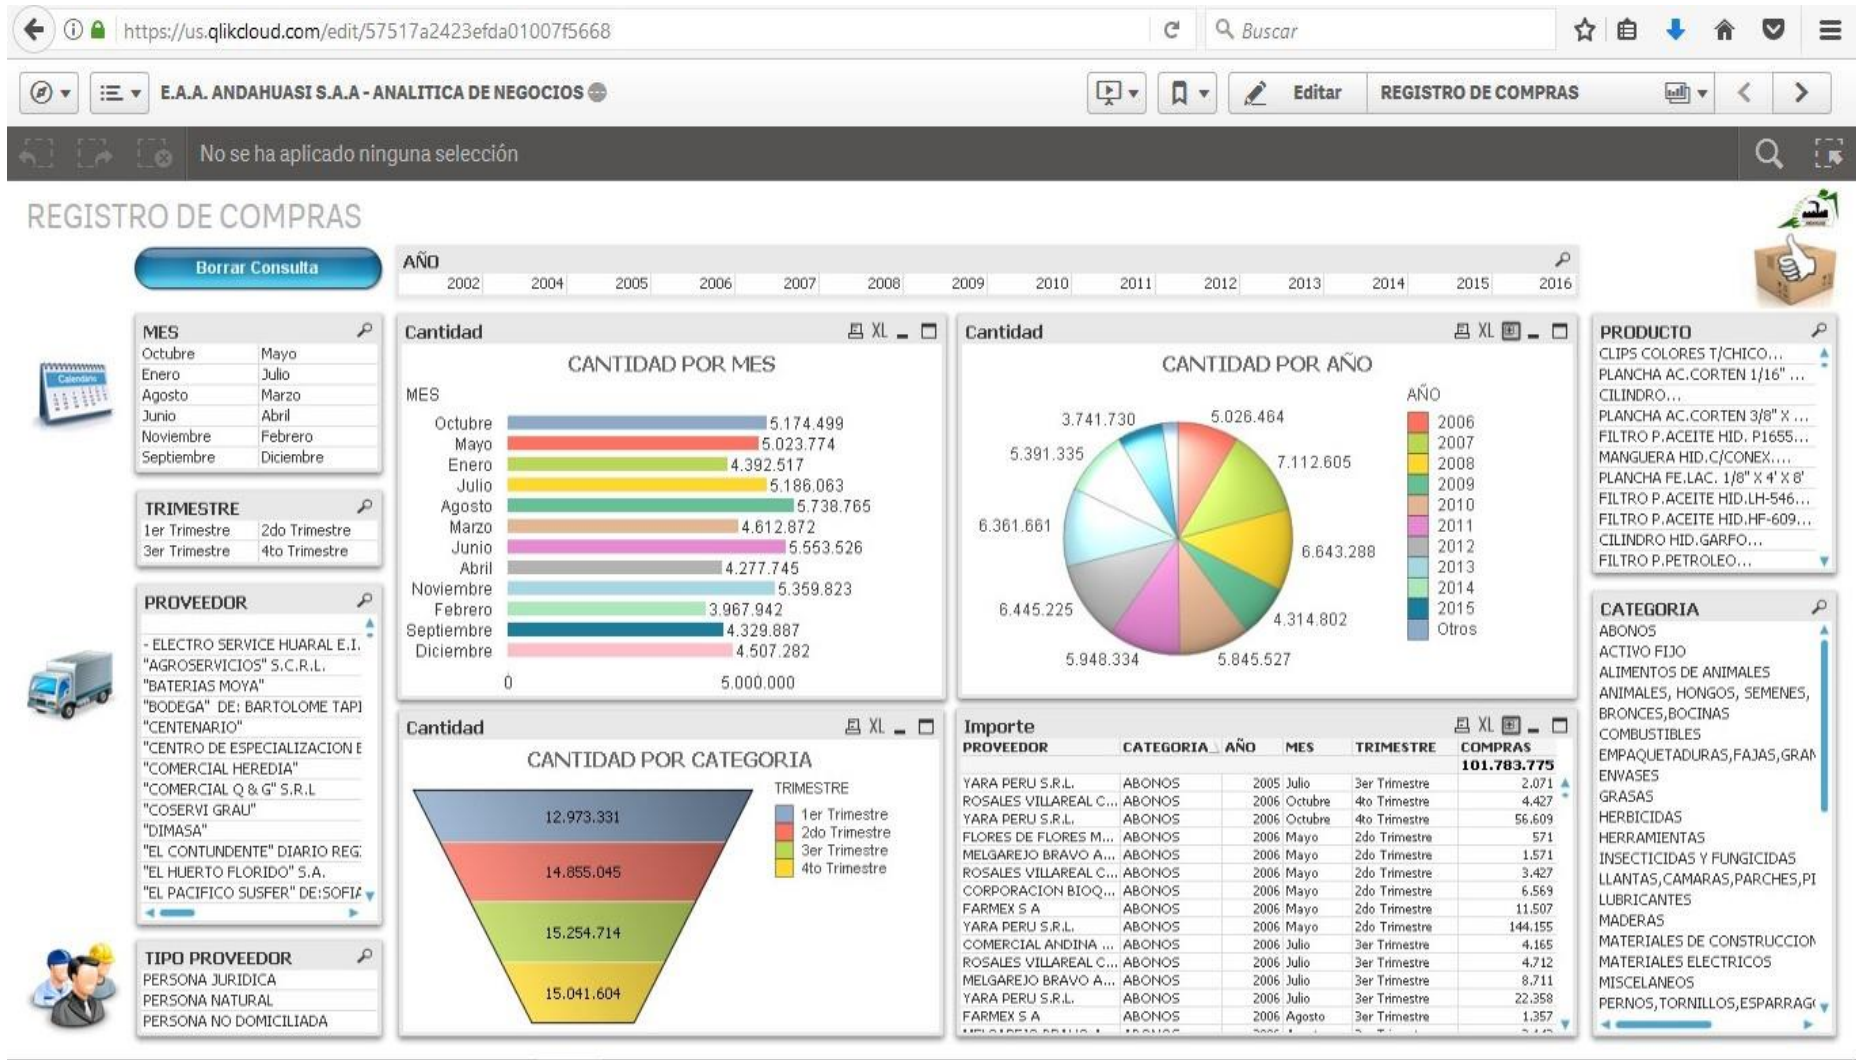 https://us.qlikcloud.com/edit/57517a2423efda01007f5668
Buscar
E.A.A. ANDAHUASI S.A.A - ANALITICA DE NEGOCIOS
Editar
REGISTRO DE COMPRAS
No se ha aplicado ninguna selección
REGISTRO DE COMPRAS
Borrar Consulta
AÑO
2002 2004 2005 2006 2007 2008 2009 2010 2011 2012 2013 2014 2015 2016
Calendario
MES
Octubre Mayo
Enero Julio
Agosto Marzo
Junio Abril
Noviembre Febrero
Septiembre Diciembre
TRIMESTRE
1er Trimestre 2do Trimestre
3er Trimestre 4to Trimestre
PROVEEDOR
- ELECTRO SERVICE HUARAL E.I.
"AGROSERVICIOS" S.C.R.L.
"BATERIAS MOYA"
"BODEGA" DE: BARTOLOME TAPI
"CENTENARIO"
"CENTRO DE ESPECIALIZACION E
"COMERCIAL HEREDIA"
"COMERCIAL Q & G" S.R.L
"COSERVI GRAU"
"DIMASA"
"EL CONTUNDENTE" DIARIO REG
"EL HUERTO FLORIDO" S.A.
"EL PACIFICO SUSFER" DE:SOFIA
TIPO PROVEEDOR
PERSONA JURIDICA
PERSONA NATURAL
PERSONA NO DOMICILIADA
Cantidad
XL
CANTIDAD POR MES
MES
Octubre 5.174.499
Mayo 5.023.774
Enero 4.392.517
Julio 5.186.063
Agosto 5.738.765
Marzo 4.612.872
Junio 5.553.526
Abril 4.277.745
Noviembre 5.359.823
Febrero 3.967.942
Septiembre 4.329.887
Diciembre 4.507.282
0 5.000.000
Cantidad
XL
CANTIDAD POR CATEGORIA
TRIMESTRE
1er Trimestre
2do Trimestre
3er Trimestre
4to Trimestre
12.973.331
14.855.045
15.254.714
15.041.604
Cantidad
XL
CANTIDAD POR AÑO
3.741.730
5.026.464
5.391.335
7.112.605
6.361.661
6.643.288
6.445.225
4.314.802
5.948.334
5.845.527
AÑO
2006
2007
2008
2009
2010
2011
2012
2013
2014
2015
Otros
Importe
XL
PROVEEDOR CATEGORIA AÑO MES TRIMESTRE COMPRAS
101.783.775
YARA PERU S.R.L. ABONOS 2005 Julio 3er Trimestre 2.071
ROSALES VILLAREAL C... ABONOS 2006 Octubre 4to Trimestre 4.427
YARA PERU S.R.L. ABONOS 2006 Octubre 4to Trimestre 56.609
FLORES DE FLORES M... ABONOS 2006 Mayo 2do Trimestre 571
MELGAREJO BRAVO A... ABONOS 2006 Mayo 2do Trimestre 1.571
ROSALES VILLAREAL C... ABONOS 2006 Mayo 2do Trimestre 3.427
CORPORACION BIOQ... ABONOS 2006 Mayo 2do Trimestre 6.569
FARMEX S A ABONOS 2006 Mayo 2do Trimestre 11.507
YARA PERU S.R.L. ABONOS 2006 Mayo 2do Trimestre 144.155
COMERCIAL ANDINA ... ABONOS 2006 Julio 3er Trimestre 4.165
ROSALES VILLAREAL C... ABONOS 2006 Julio 3er Trimestre 4.712
MELGAREJO BRAVO A... ABONOS 2006 Julio 3er Trimestre 8.711
YARA PERU S.R.L. ABONOS 2006 Julio 3er Trimestre 22.358
FARMEX S A ABONOS 2006 Agosto 3er Trimestre 1.357
PRODUCTO
CLIPS COLORES T/CHICO...
PLANCHA AC.CORTEN 1/16" ...
CILINDRO...
PLANCHA AC.CORTEN 3/8" X ...
FILTRO P.ACEITE HID. P1655...
MANGUERA HID.C/CONEX....
PLANCHA FE.LAC. 1/8" X 4' X 8'
FILTRO P.ACEITE HID.LH-546...
FILTRO P.ACEITE HID.HF-609...
CILINDRO HID.GARFO...
FILTRO P.PETROLEO...
CATEGORIA
ABONOS
ACTIVO FIJO
ALIMENTOS DE ANIMALES
ANIMALES, HONGOS, SEMENES,
BRONCES,BOCINAS
COMBUSTIBLES
EMPAQUETADURAS,FAJAS,GRAN
ENVASES
GRASAS
HERBICIDAS
HERRAMIENTAS
INSECTICIDAS Y FUNGICIDAS
LLANTAS,CAMARAS,PARCHES,PI
LUBRICANTES
MADERAS
MATERIALES DE CONSTRUCCION
MATERIALES ELECTRICOS
MISCELANEOS
PERNOS,TORNILLOS,ESPARRAG